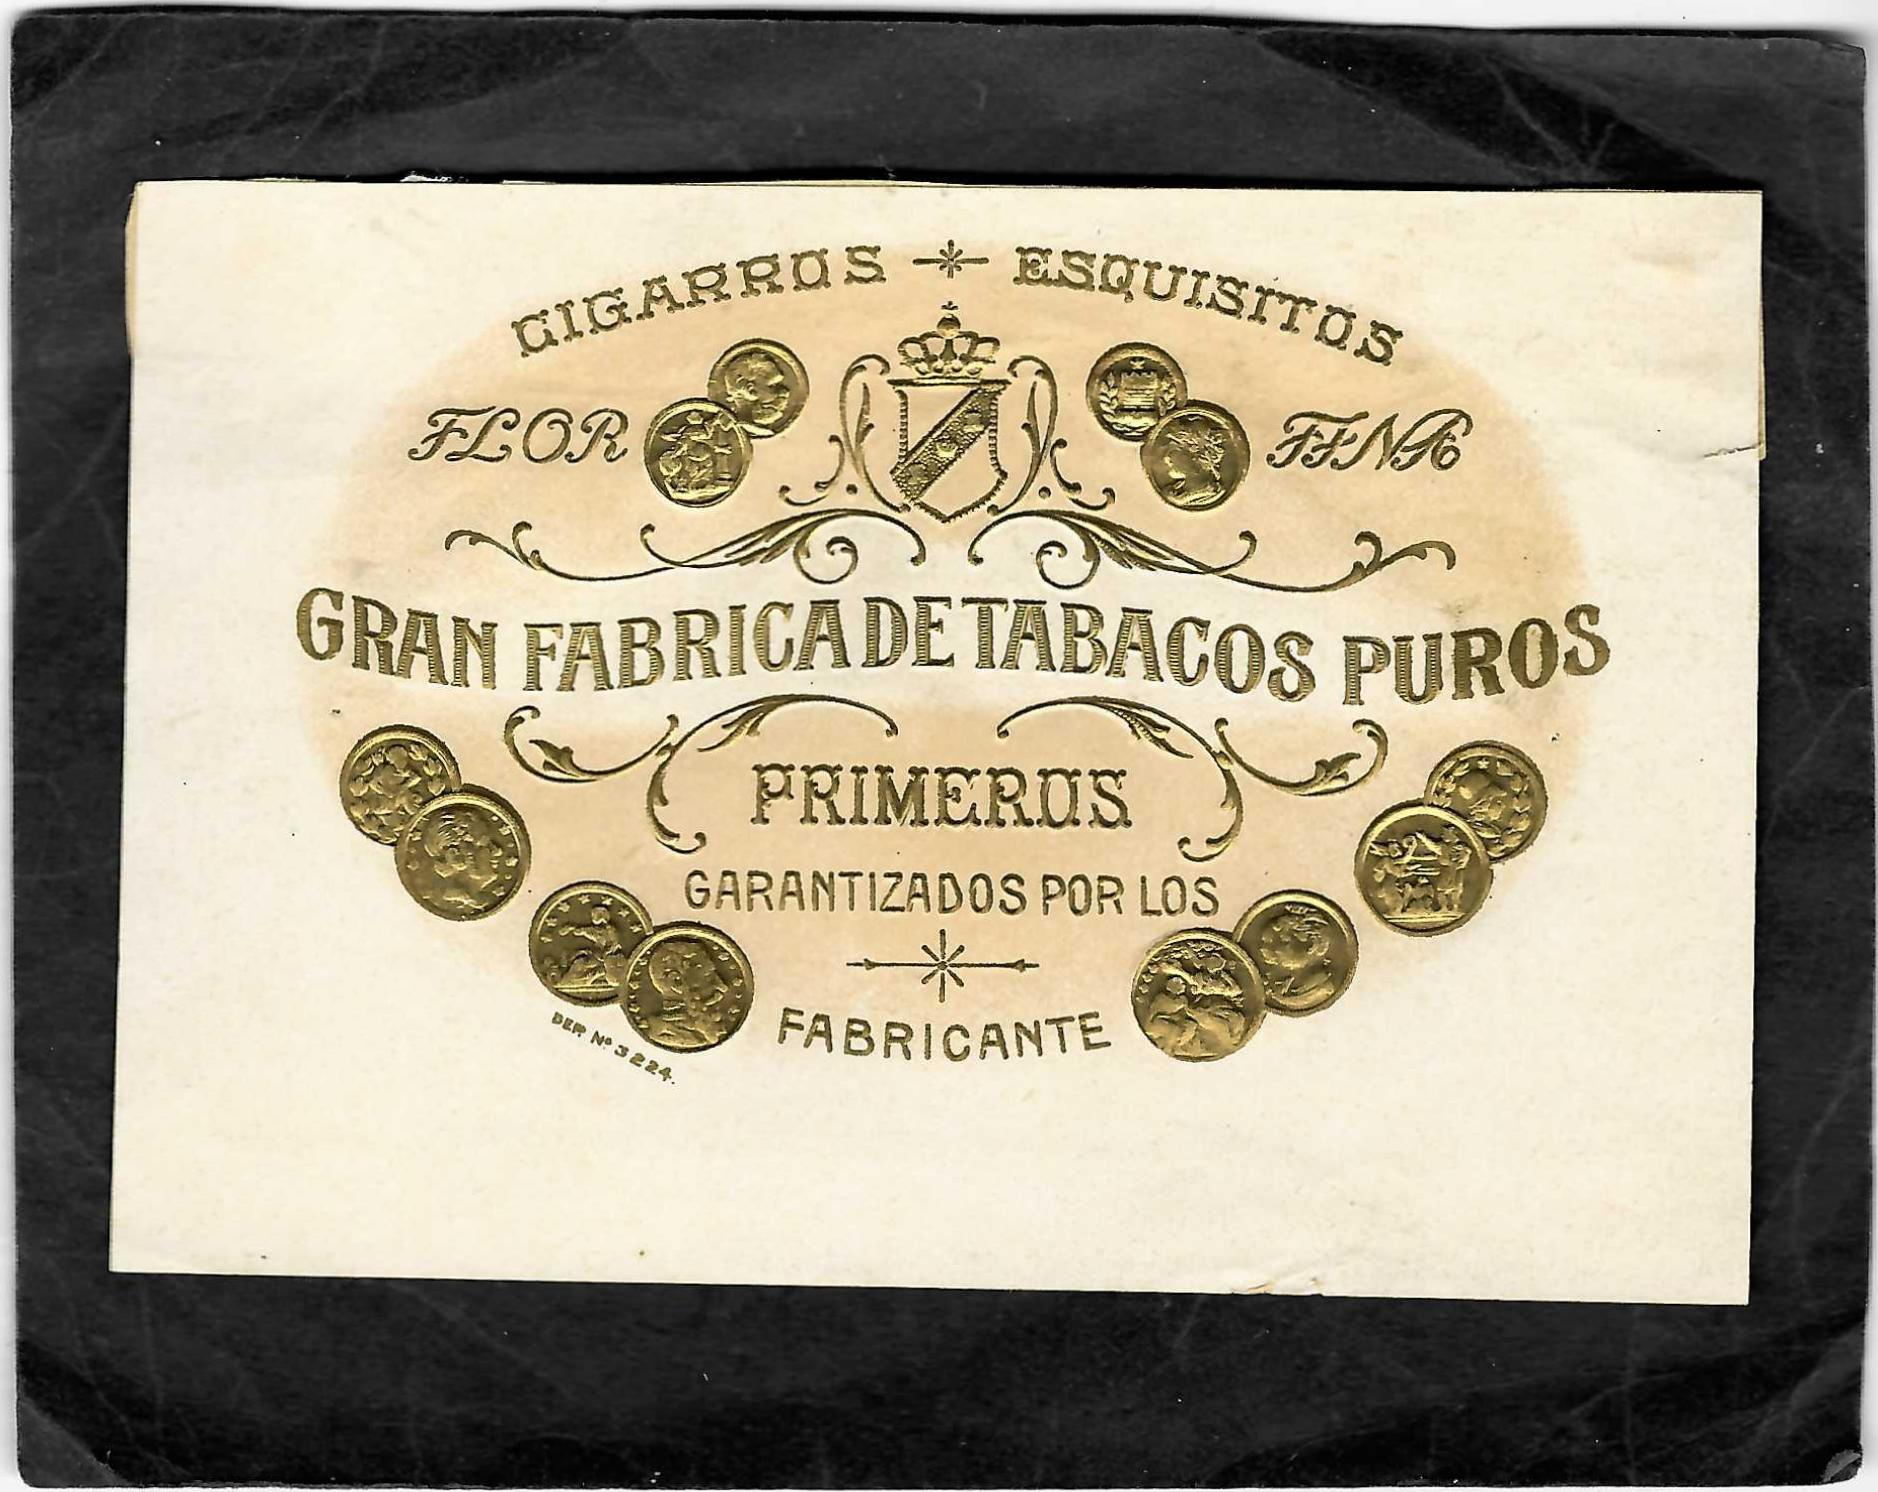 CIGARROS ESQUISITOS
FLOR FINA
GRAN FABRICA DE TABACOS PUROS
PRIMEROS
GARANTIZADOS POR LOS
FABRICANTE
DEP. Nº 3224.